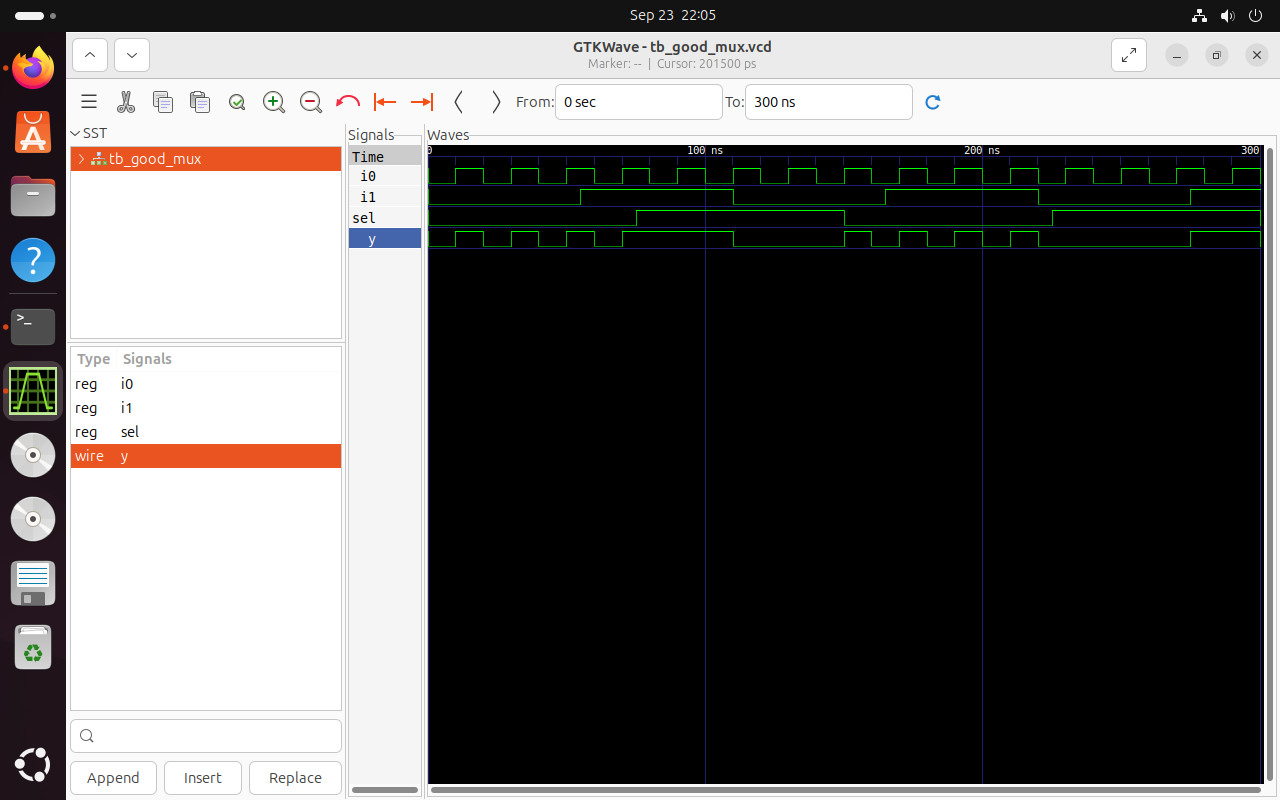 Sep 23 22:05
GTKWave - tb_good_mux.vcd
Marker: -- | Cursor: 201500 ps
From: 0 sec To: 300 ns
SST
tb_good_mux
Type Signals
reg i0
reg i1
reg sel
wire y
Append Insert Replace
Signals
Time
i0
i1
sel
y
Waves
0 100 ns 200 ns 300